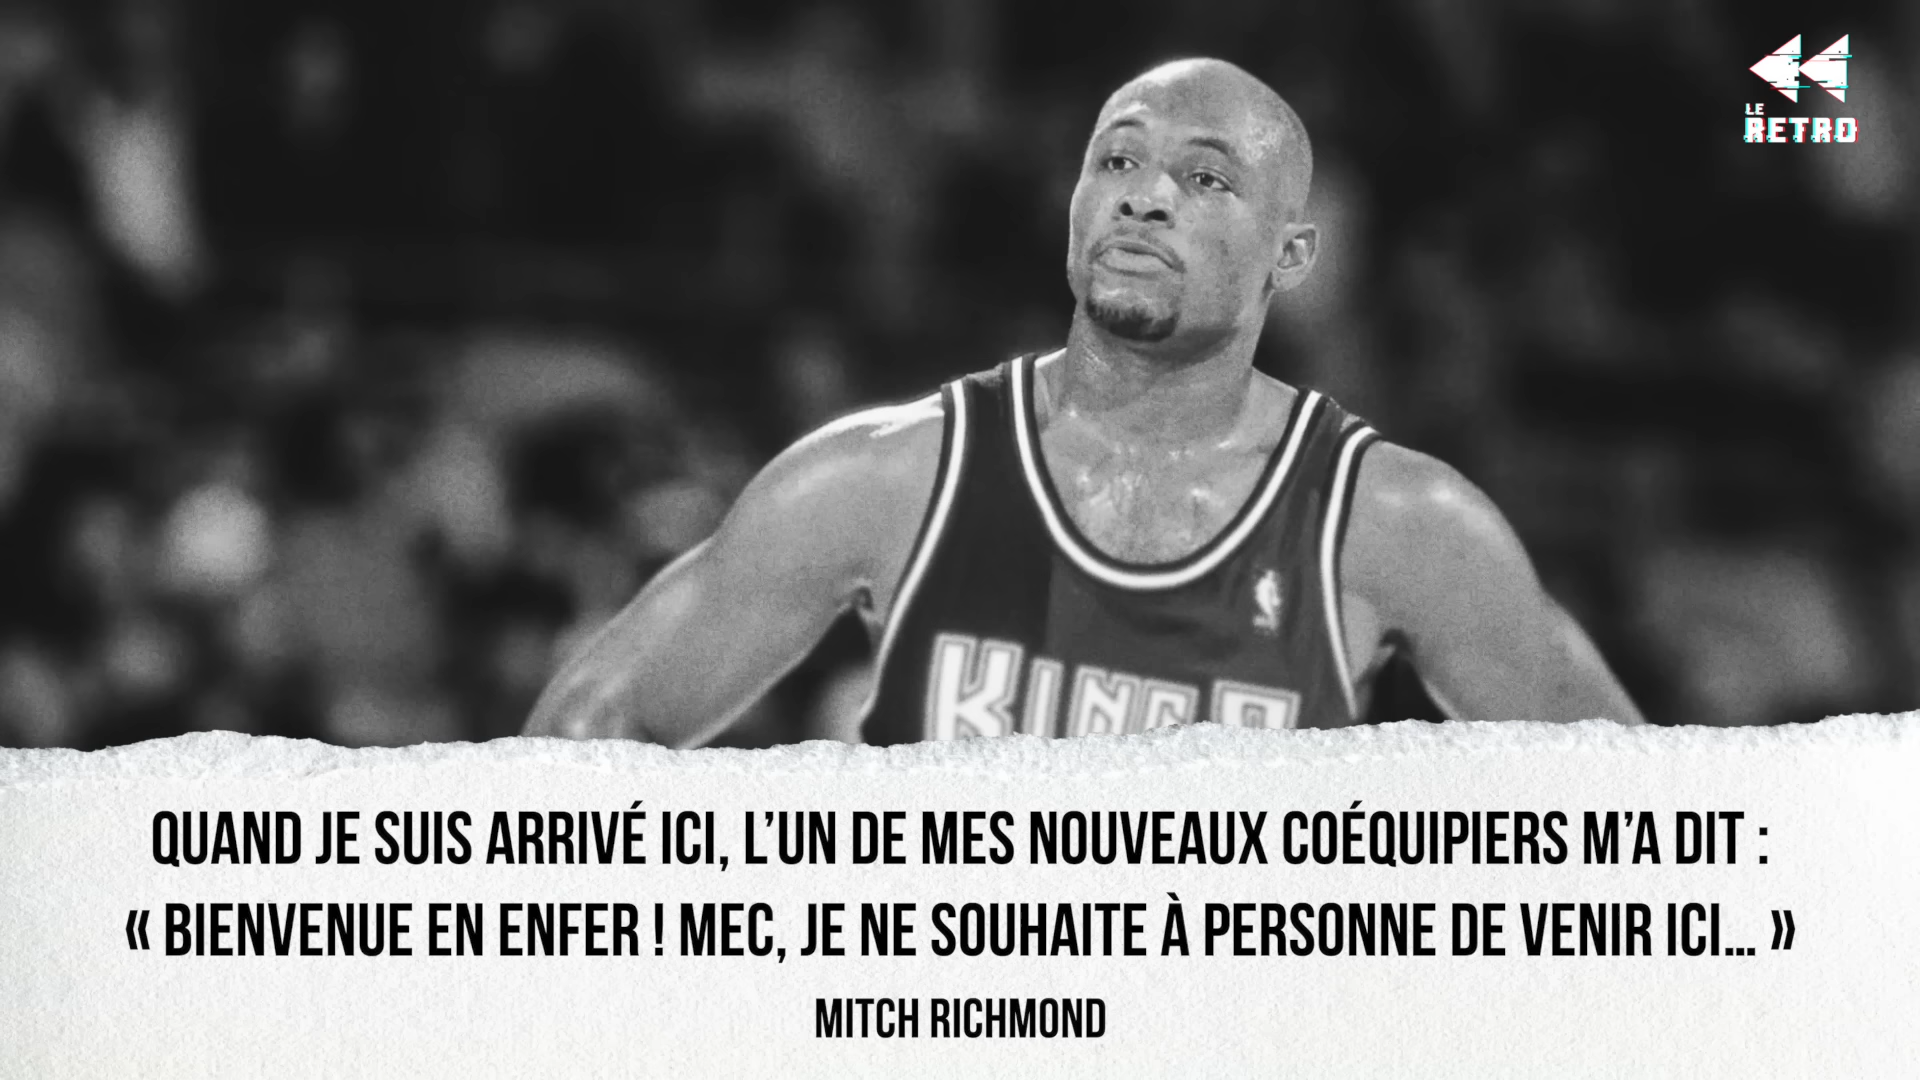 LE
RETRO
KINGS
QUAND JE SUIS ARRIVÉ ICI, L’UN DE MES NOUVEAUX COÉQUIPIERS M’A DIT :
« BIENVENUE EN ENFER ! MEC, JE NE SOUHAITE À PERSONNE DE VENIR ICI... »
MITCH RICHMOND